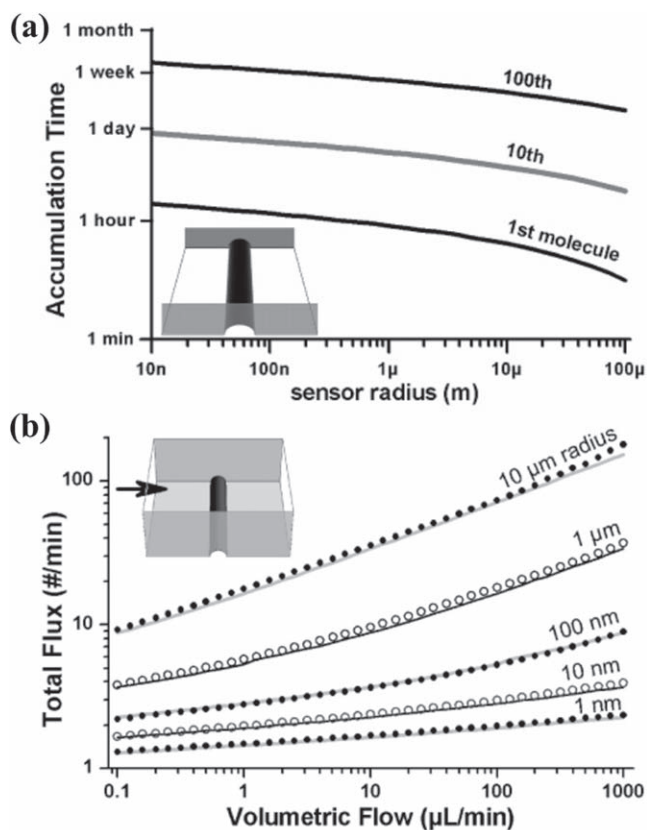 (a)
1 month
1 week
1 day
1 hour
1 min
Accumulation Time
100th
10th
1st molecule
10n
100n
1µ
10µ
100µ
sensor radius (m)
(b)
100
10
1
Total Flux (#/min)
10 µm radius
1 µm
100 nm
10 nm
1 nm
0.1
1
10
100
1000
Volumetric Flow (µL/min)